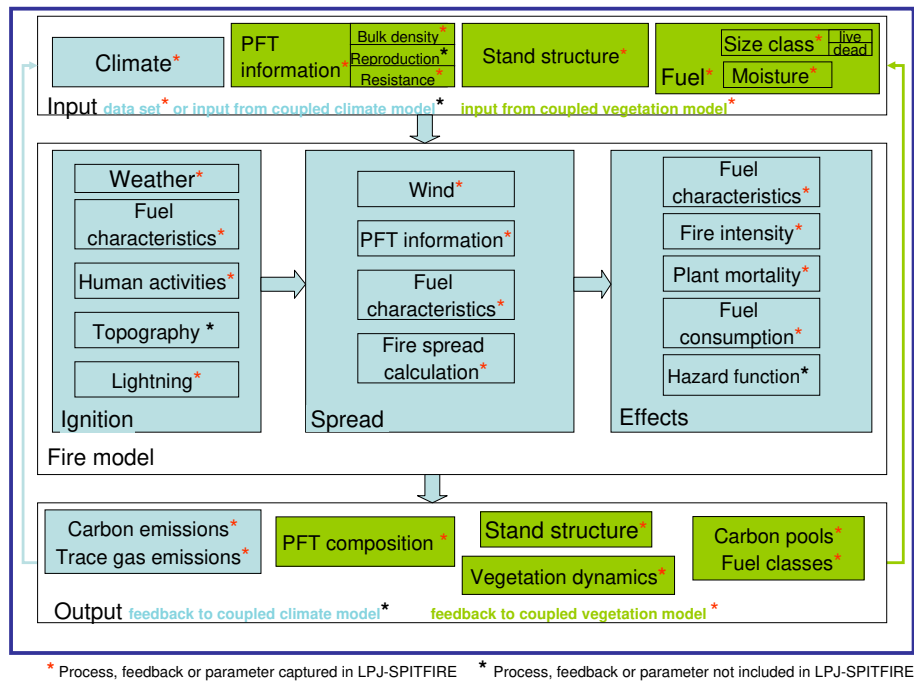 Climate*
PFT
information*
Bulk density*
Reproduction*
Resistance*
Stand structure*
Size class*
live
dead
Fuel*
Moisture*
Input data set* or input from coupled climate model* input from coupled vegetation model*
Weather*
Fuel
characteristics*
Human activities*
Topography*
Lightning*
Ignition
Wind*
PFT information*
Fuel
characteristics*
Fire spread
calculation*
Spread
Fuel
characteristics*
Fire intensity*
Plant mortality*
Fuel
consumption*
Hazard function*
Effects
Fire model
Carbon emissions*
Trace gas emissions*
PFT composition *
Stand structure*
Vegetation dynamics*
Carbon pools*
Fuel classes*
Output feedback to coupled climate model* feedback to coupled vegetation model *
* Process, feedback or parameter captured in LPJ-SPITFIRE * Process, feedback or parameter not included in LPJ-SPITFIRE